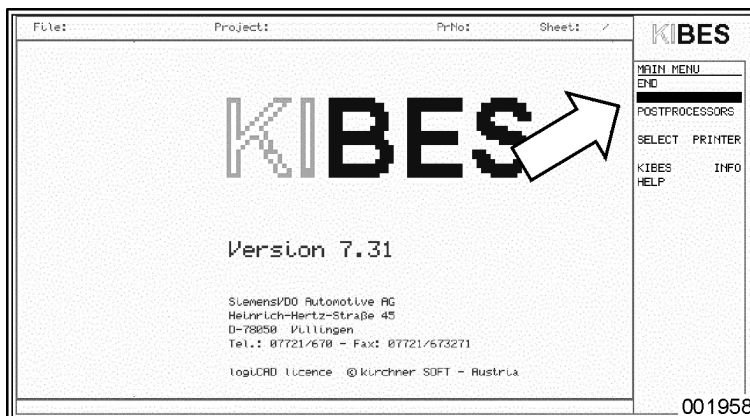 File: Project: PrNo: Sheet: /
KIBES
MAIN MENU
END
POSTPROCESSORS
SELECT PRINTER
KIBES INFO
HELP
KIBES
Version 7.31
SiemensVDO Automotive AG
Heinrich-Hertz-Straße 45
D-78050 Villingen
Tel.: 07721/670 - Fax: 07721/673271
logiCAD licence ©kirchner SOFT - Austria
001958